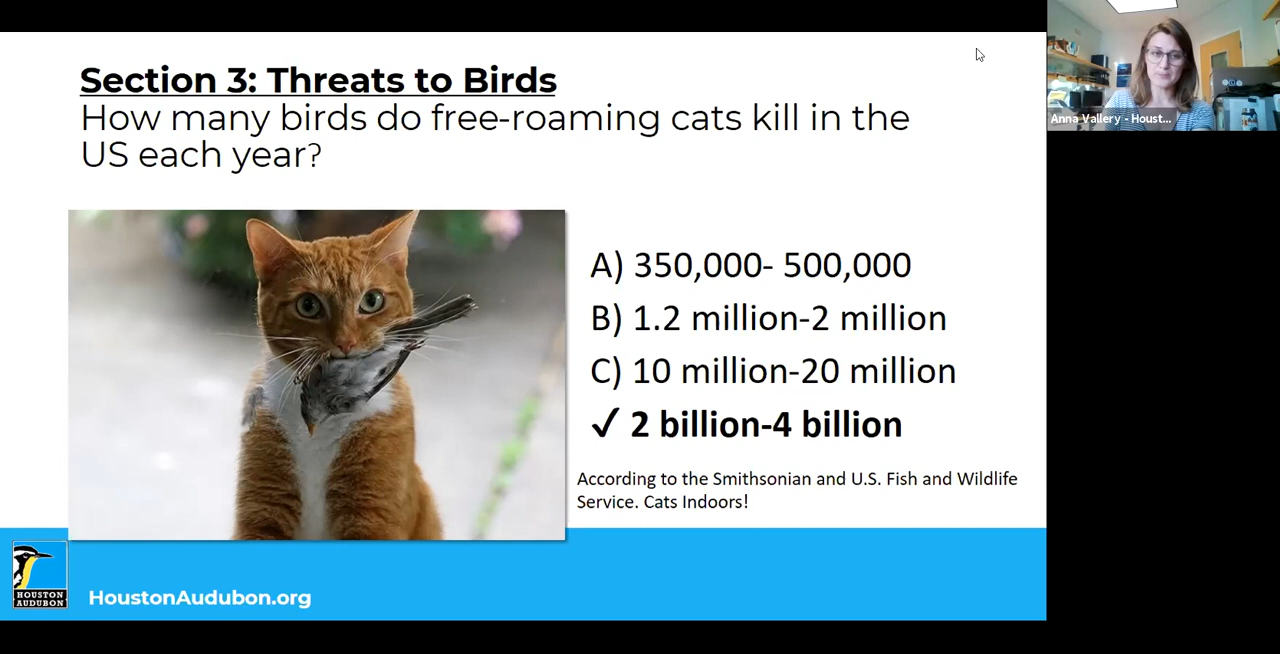 Section 3: Threats to Birds
How many birds do free-roaming cats kill in the
US each year?
A) 350,000- 500,000
B) 1.2 million-2 million
C) 10 million-20 million
✓ 2 billion-4 billion
According to the Smithsonian and U.S. Fish and Wildlife
Service. Cats Indoors!
HOUSTON
AUDUBON
HoustonAudubon.org
Anna Vallery - Houst...